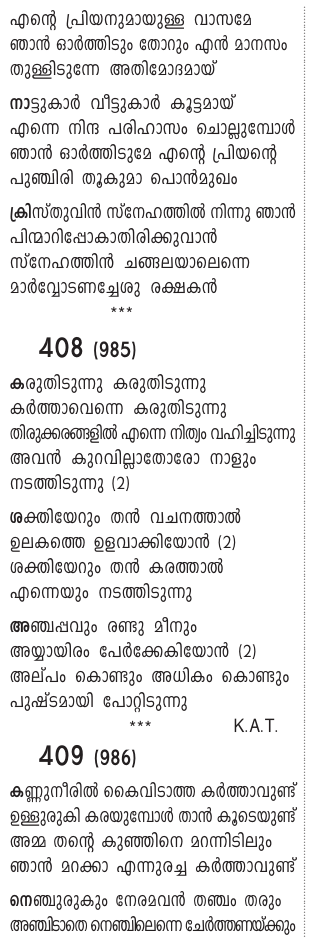 എന്റെ പ്രിയനുമായുള്ള വാസമേ
ഞാൻ ഓർത്തിടും തോറും എൻ മാനസം
തുള്ളിടുന്നേ അതിമോദമായ്
നാട്ടുകാർ വീട്ടുകാർ കൂട്ടമായ്
എന്നെ നിന്ദ പരിഹാസം ചൊല്ലുമ്പോൾ
ഞാൻ ഓർത്തിടുമേ എന്റെ പ്രിയന്റെ
പുഞ്ചിരി തൂകുമാ പൊൻമുഖം
ക്രിസ്തുവിൻ സ്നേഹത്തിൽ നിന്നു ഞാൻ
പിന്മാറിപ്പോകാതിരിക്കുവാൻ
സ്നേഹത്തിൻ ചങ്ങലയാലെന്നെ
മാർവ്വോടണച്ചേശു രക്ഷകൻ
***
408 (985)
കരുതിടുന്നു കരുതിടുന്നു
കർത്താവെന്നെ കരുതിടുന്നു
തിരുക്കരങ്ങളിൽ എന്നെ നിത്യം വഹിച്ചിടുന്നു
അവൻ കുറവില്ലാതോരോ നാളും
നടത്തിടുന്നു (2)
ശക്തിയേറും തൻ വചനത്താൽ
ഉലകത്തെ ഉളവാക്കിയോൻ (2)
ശക്തിയേറും തൻ കരത്താൽ
എന്നെയും നടത്തിടുന്നു
അഞ്ചപ്പവും രണ്ടു മീനും
അയ്യായിരം പേർക്കേകിയോൻ (2)
അല്പം കൊണ്ടും അധികം കൊണ്ടും
പുഷ്ടമായി പോറ്റിടുന്നു
*** K.A.T.
409 (986)
കണ്ണുനീരിൽ കൈവിടാത്ത കർത്താവുണ്ട്
ഉള്ളുരുകി കരയുമ്പോൾ താൻ കൂടെയുണ്ട്
അമ്മ തന്റെ കുഞ്ഞിനെ മറന്നിടിലും
ഞാൻ മറക്കാ എന്നുരച്ച കർത്താവുണ്ട്
നെഞ്ചുരുകും നേരമവൻ തഞ്ചം തരും
അഞ്ചിടാതെ നെഞ്ചിലെന്നെ ചേർത്തണയ്ക്കും